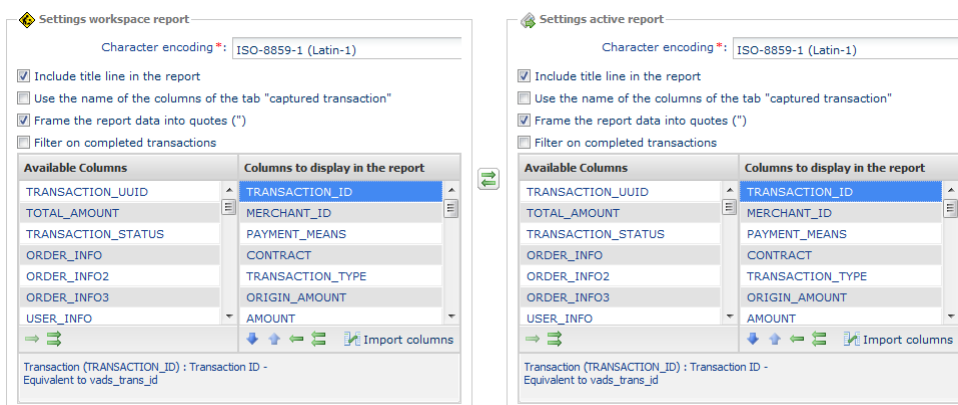 Settings workspace report
Character encoding*: ISO-8859-1 (Latin-1)
Include title line in the report
Use the name of the columns of the tab "captured transaction"
Frame the report data into quotes (")
Filter on completed transactions
Available Columns
TRANSACTION_UUID
TOTAL_AMOUNT
TRANSACTION_STATUS
ORDER_INFO
ORDER_INFO2
ORDER_INFO3
USER_INFO
Columns to display in the report
TRANSACTION_ID
MERCHANT_ID
PAYMENT_MEANS
CONTRACT
TRANSACTION_TYPE
ORIGIN_AMOUNT
AMOUNT
Import columns
Transaction (TRANSACTION_ID) : Transaction ID -
Equivalent to vads_trans_id
Settings active report
Character encoding*: ISO-8859-1 (Latin-1)
Include title line in the report
Use the name of the columns of the tab "captured transaction"
Frame the report data into quotes (")
Filter on completed transactions
Available Columns
TRANSACTION_UUID
TOTAL_AMOUNT
TRANSACTION_STATUS
ORDER_INFO
ORDER_INFO2
ORDER_INFO3
USER_INFO
Columns to display in the report
TRANSACTION_ID
MERCHANT_ID
PAYMENT_MEANS
CONTRACT
TRANSACTION_TYPE
ORIGIN_AMOUNT
AMOUNT
Import columns
Transaction (TRANSACTION_ID) : Transaction ID -
Equivalent to vads_trans_id